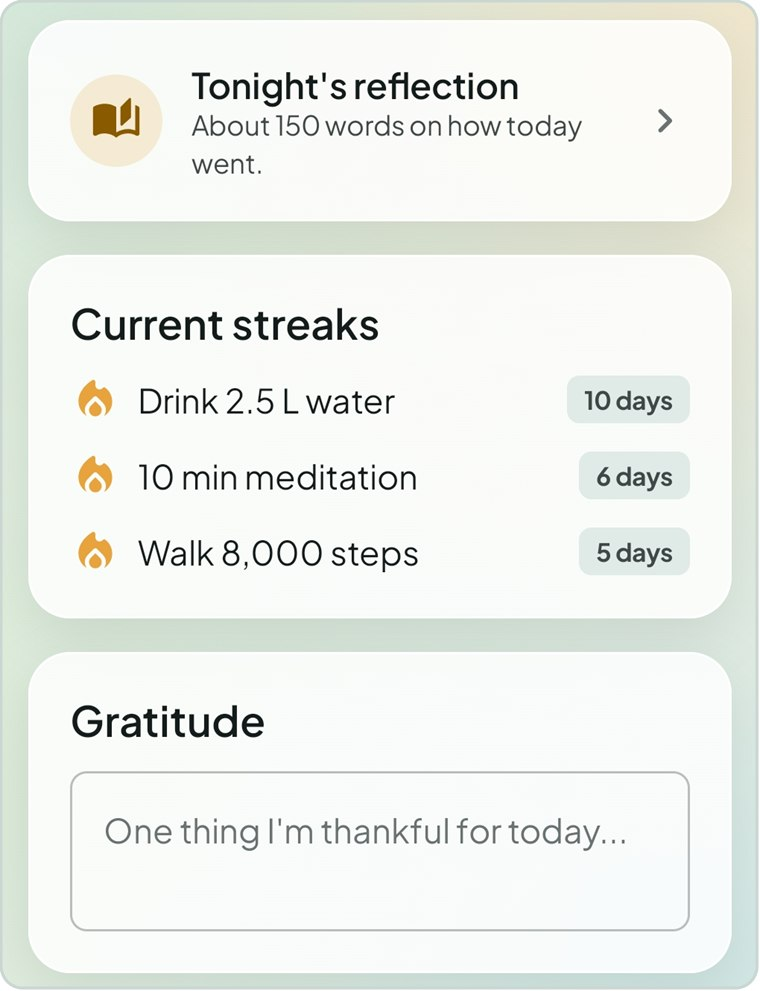 Tonight's reflection
About 150 words on how today
went.
Current streaks
Drink 2.5 L water
10 days
10 min meditation
6 days
Walk 8,000 steps
5 days
Gratitude
One thing I'm thankful for today...